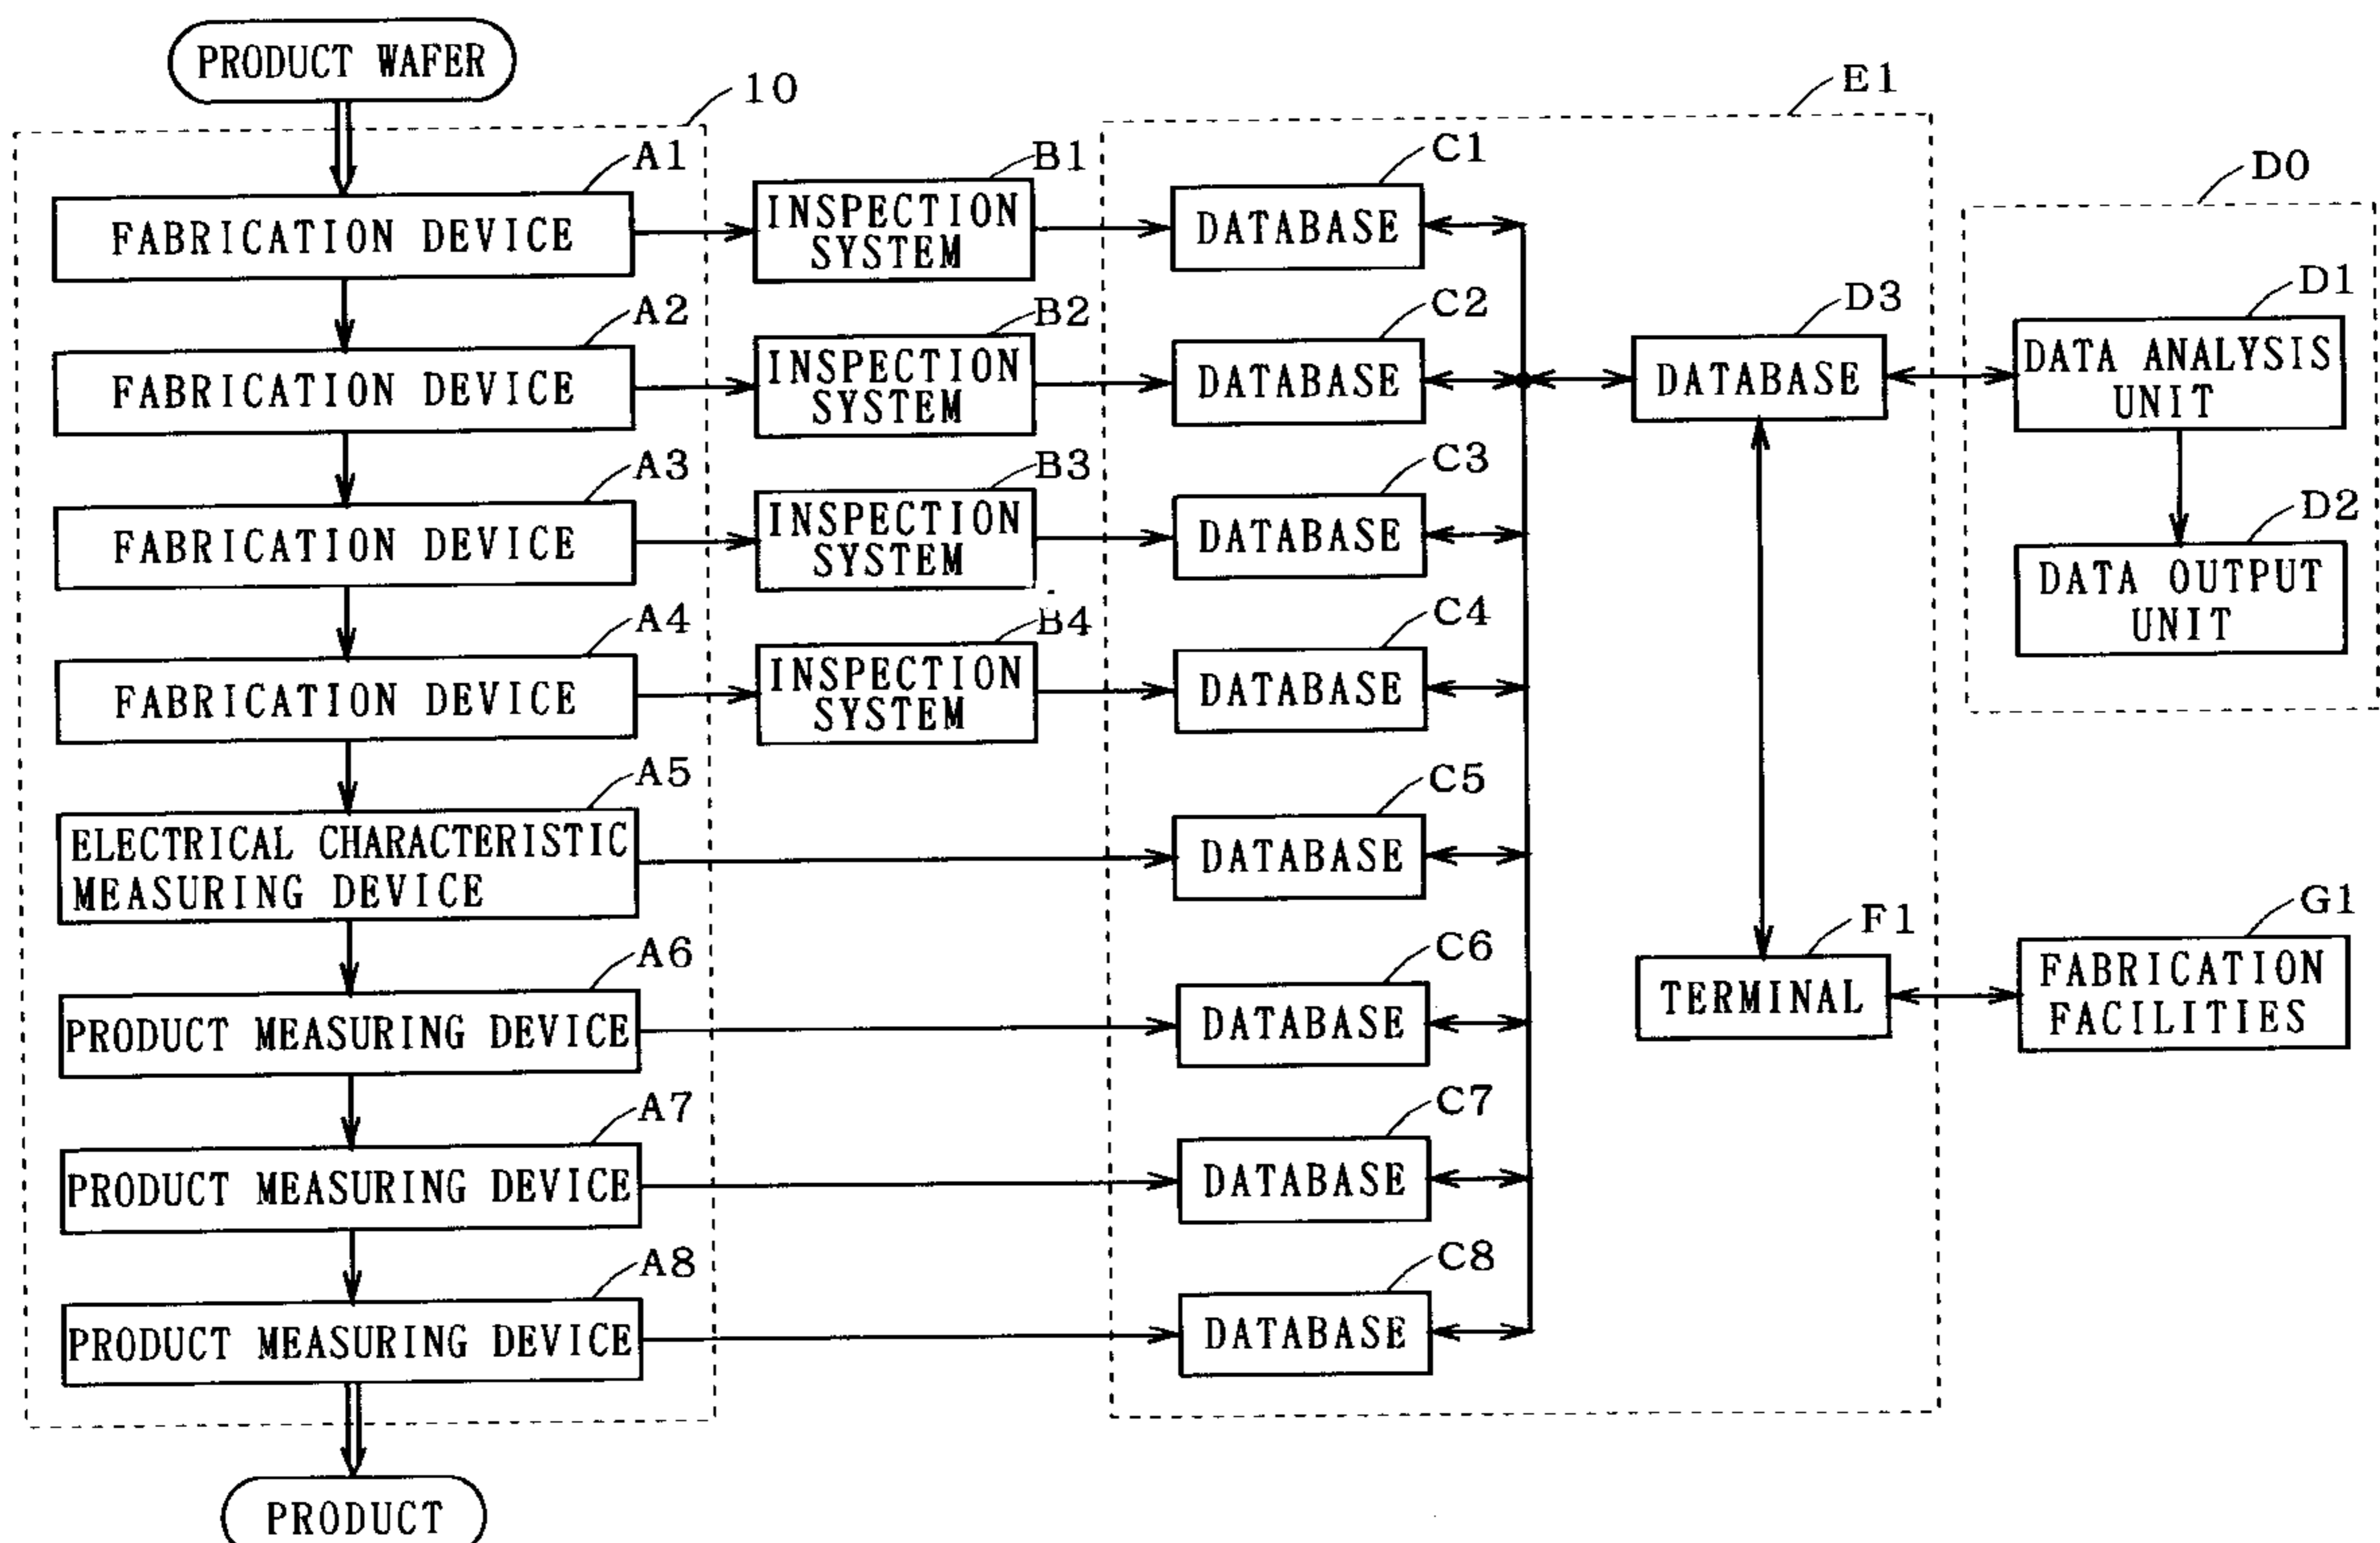 PRODUCT WAFER
10
E1
A1
FABRICATION DEVICE
B1
INSPECTION
SYSTEM
C1
DATABASE
D0
A2
FABRICATION DEVICE
B2
INSPECTION
SYSTEM
C2
DATABASE
D3
DATABASE
D1
DATA ANALYSIS
UNIT
A3
FABRICATION DEVICE
B3
INSPECTION
SYSTEM
C3
DATABASE
D2
DATA OUTPUT
UNIT
A4
FABRICATION DEVICE
B4
INSPECTION
SYSTEM
C4
DATABASE
A5
ELECTRICAL CHARACTERISTIC
MEASURING DEVICE
C5
DATABASE
A6
PRODUCT MEASURING DEVICE
C6
DATABASE
F1
TERMINAL
G1
FABRICATION
FACILITIES
A7
PRODUCT MEASURING DEVICE
C7
DATABASE
A8
PRODUCT MEASURING DEVICE
C8
DATABASE
PRODUCT